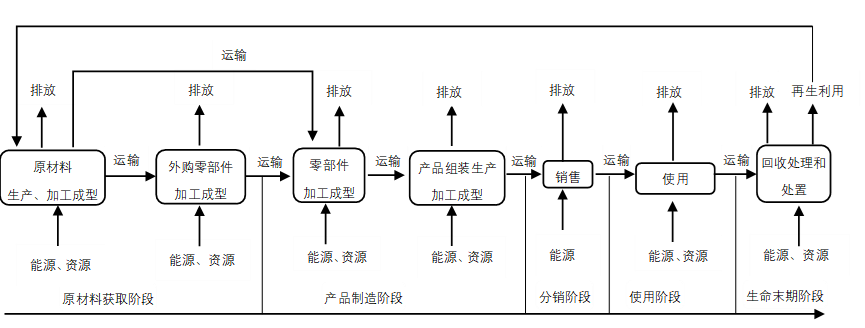 运输
排放
排放
排放
排放
排放
排放
排放
再生利用
原材料
生产、加工成型
运输
外购零部件
加工成型
运输
零部件
加工成型
运输
产品组装生产
加工成型
运输
销售
运输
使用
运输
回收处理和
处置
能源、资源
能源、资源
能源、资源
能源、资源
能源
能源、资源
能源、资源
原材料获取阶段
产品制造阶段
分销阶段
使用阶段
生命末期阶段